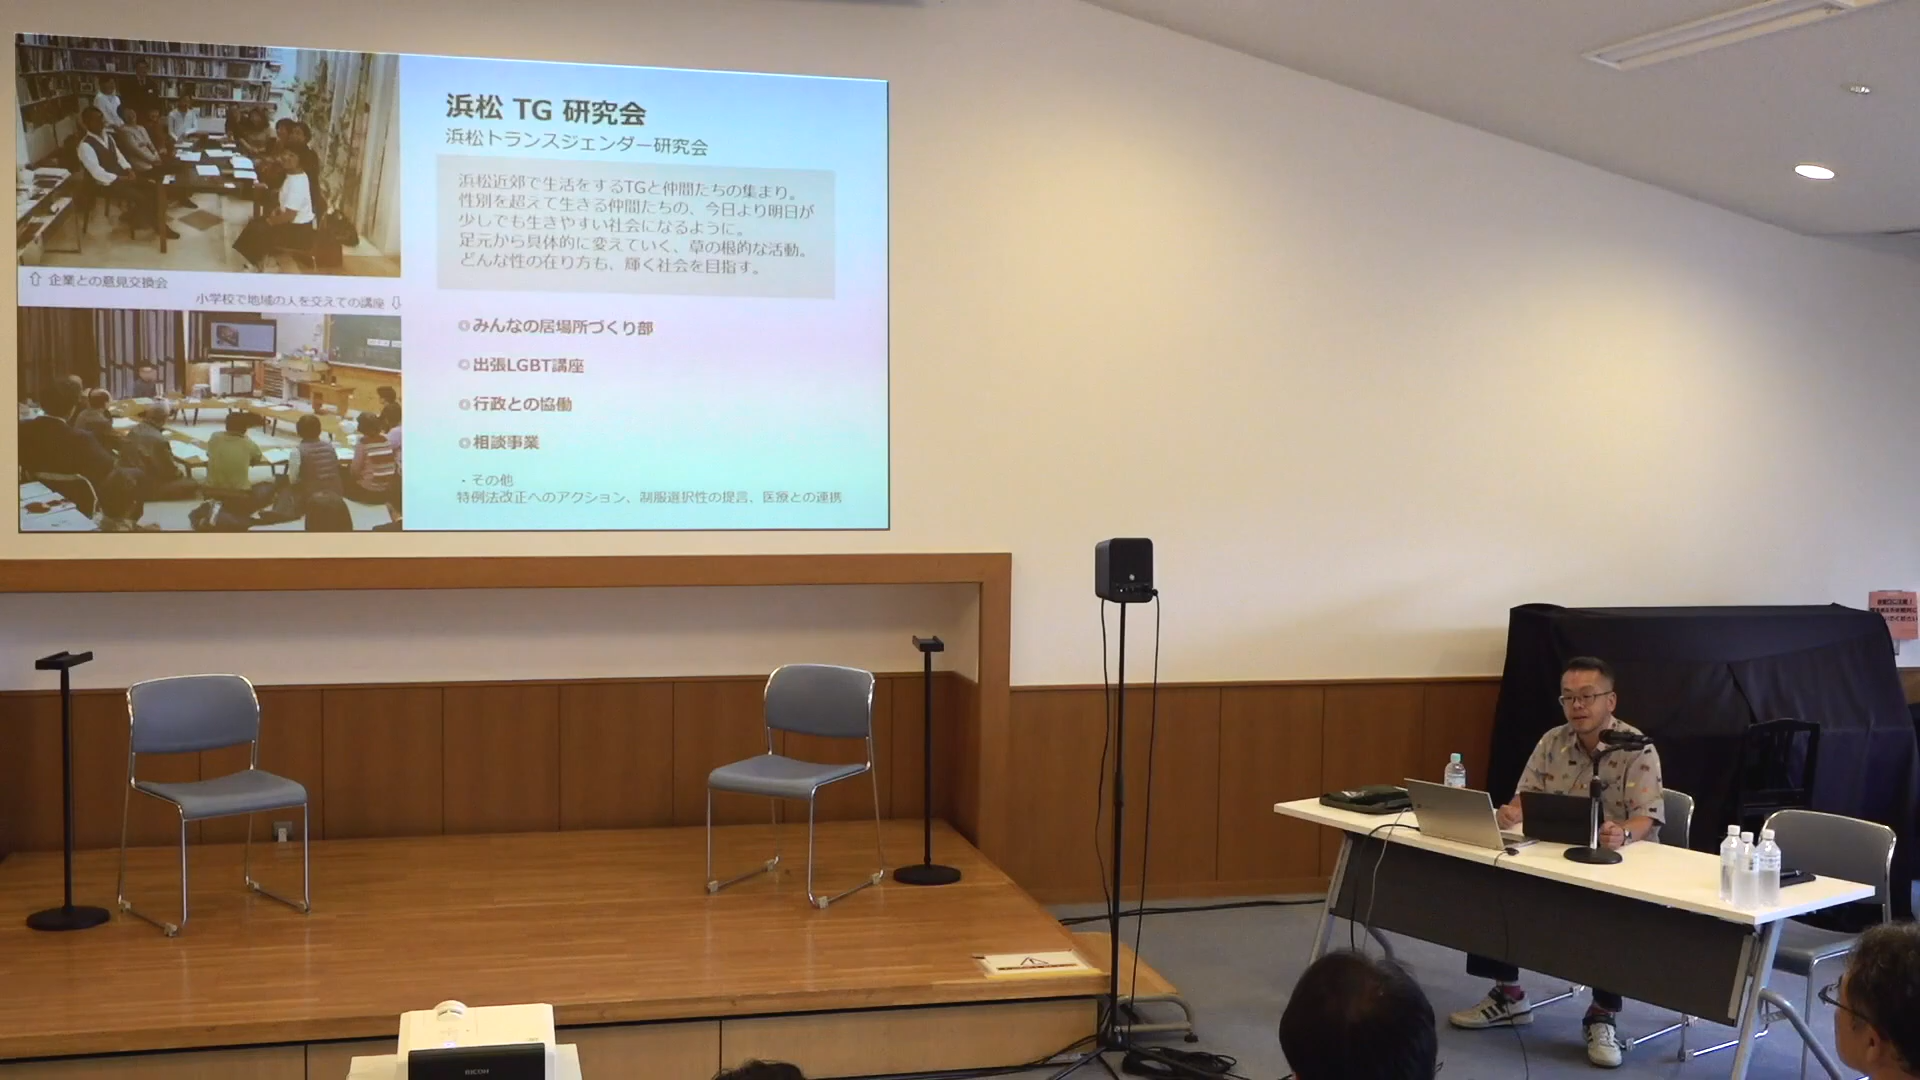 浜松 TG 研究会
浜松トランスジェンダー研究会
浜松近郊で生活をするTGと仲間たちの集まり。
性別を超えて生きる仲間たちの、今日より明日が
少しでも生きやすい社会になるように。
足元から具体的に変えていく、草の根的な活動。
どんな性の在り方も、輝く社会を目指す。
⇧ 企業との意見交換会
小学校で地域の人を交えての講座 ⇩
◎みんなの居場所づくり部
◎出張LGBT講座
◎行政との協働
◎相談事業
・その他
特例法改正へのアクション、制服選択性の提言、医療との連携
RICOH